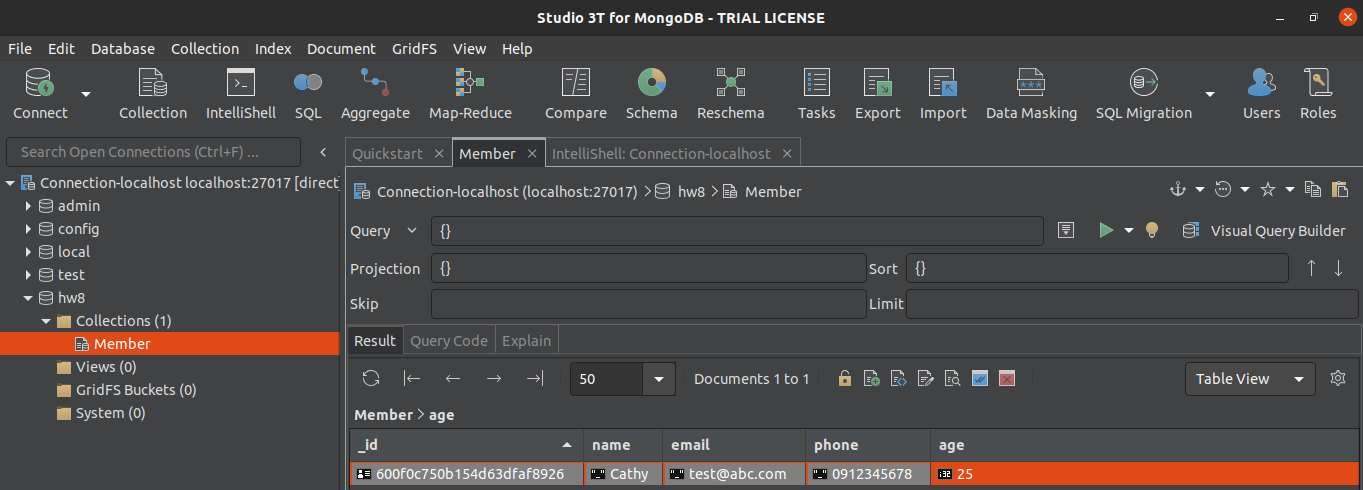 Studio 3T for MongoDB - TRIAL LICENSE
File Edit Database Collection Index Document GridFS View Help
Connect Collection IntelliShell SQL Aggregate Map-Reduce Compare Schema Reschema Tasks Export Import Data Masking SQL Migration Users Roles
Search Open Connections (Ctrl+F) ...
Quickstart Member IntelliShell: Connection-localhost
Connection-localhost localhost:27017 [direct]
admin
config
local
test
hw8
Collections (1)
Member
Views (0)
GridFS Buckets (0)
System (0)
Connection-localhost (localhost:27017) hw8 Member
Query {} Visual Query Builder
Projection {} Sort {}
Skip Limit
Result Query Code Explain
50 Documents 1 to 1 Table View
Member > age
_id name email phone age
600f0c750b154d63dfaf8926 Cathy test@abc.com 0912345678 i32 25